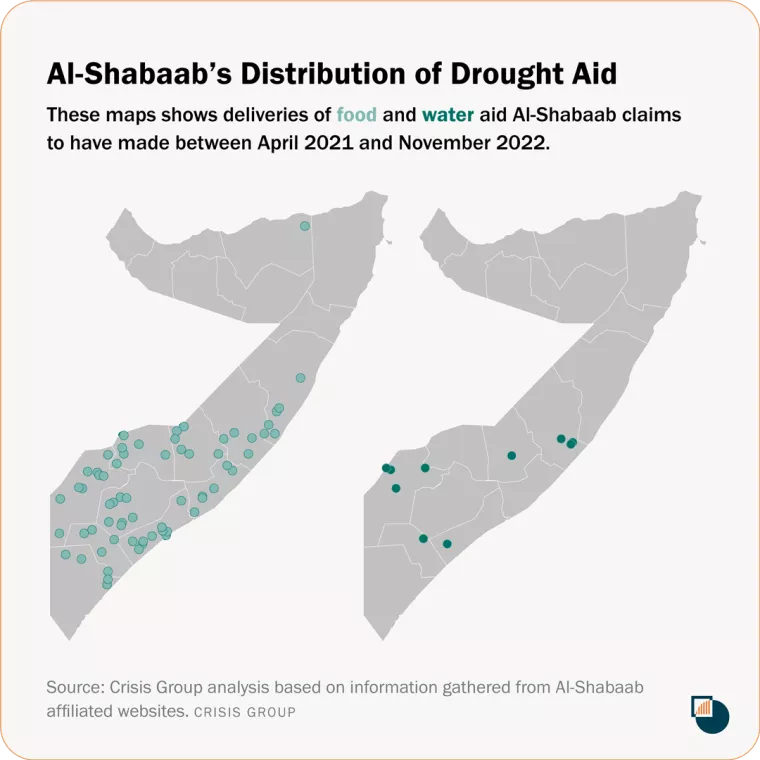 Al-Shabaab’s Distribution of Drought Aid
These maps shows deliveries of food and water aid Al-Shabaab claims
to have made between April 2021 and November 2022.
Source: Crisis Group analysis based on information gathered from Al-Shabaab
affiliated websites. CRISIS GROUP